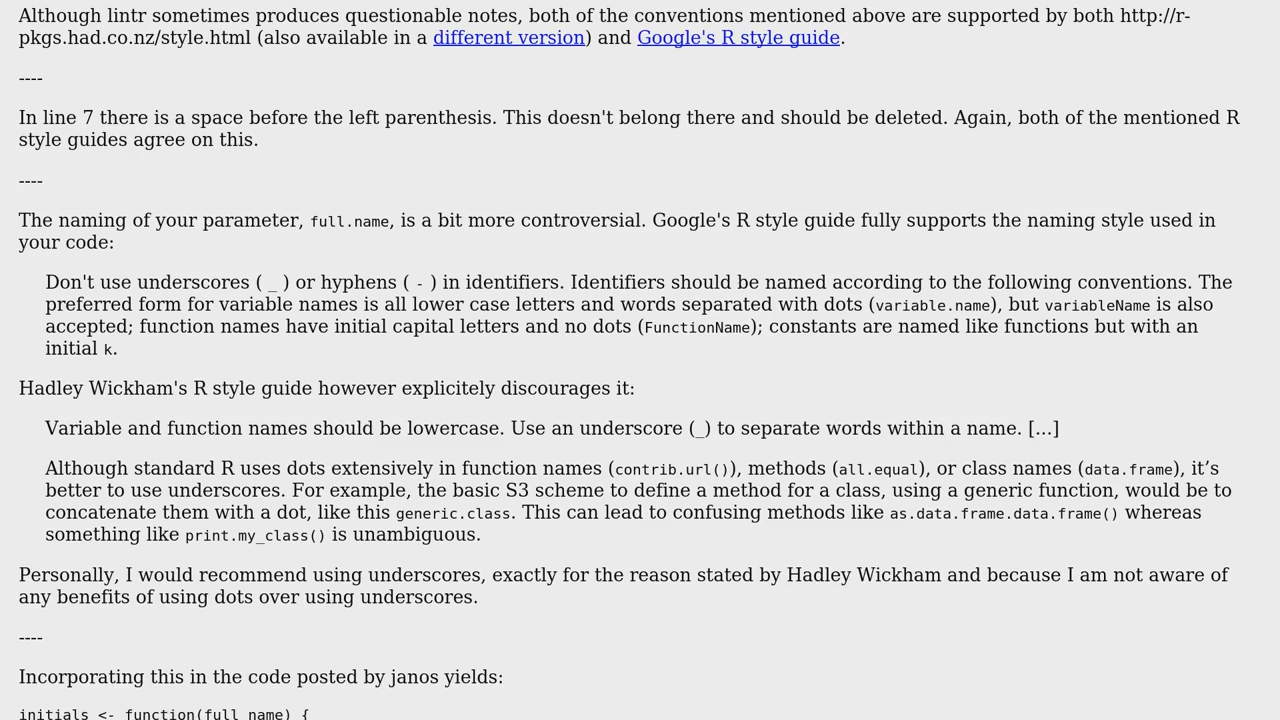 Although lintr sometimes produces questionable notes, both of the conventions mentioned above are supported by both http://r-
pkgs.had.co.nz/style.html (also available in a different version) and Google's R style guide.
----
In line 7 there is a space before the left parenthesis. This doesn't belong there and should be deleted. Again, both of the mentioned R
style guides agree on this.
----
The naming of your parameter, full.name, is a bit more controversial. Google's R style guide fully supports the naming style used in
your code:
Don't use underscores ( _ ) or hyphens ( - ) in identifiers. Identifiers should be named according to the following conventions. The
preferred form for variable names is all lower case letters and words separated with dots (variable.name), but variableName is also
accepted; function names have initial capital letters and no dots (FunctionName); constants are named like functions but with an
initial k.
Hadley Wickham's R style guide however explicitely discourages it:
Variable and function names should be lowercase. Use an underscore (_) to separate words within a name. [...]
Although standard R uses dots extensively in function names (contrib.url()), methods (all.equal), or class names (data.frame), it’s
better to use underscores. For example, the basic S3 scheme to define a method for a class, using a generic function, would be to
concatenate them with a dot, like this generic.class. This can lead to confusing methods like as.data.frame.data.frame() whereas
something like print.my_class() is unambiguous.
Personally, I would recommend using underscores, exactly for the reason stated by Hadley Wickham and because I am not aware of
any benefits of using dots over using underscores.
----
Incorporating this in the code posted by janos yields:
initials <- function(full_name) {